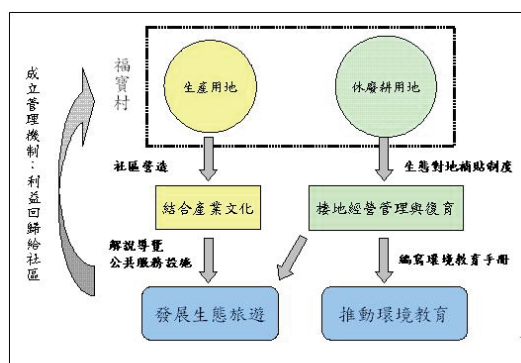 成立管理機制：利益回歸給社區
福寶村
生產用地
休廢耕用地
社區營造
生態對地補貼制度
結合產業文化
棲地經營管理與復育
解說導覽
公共服務設施
編寫環境教育手冊
發展生態旅遊
推動環境教育